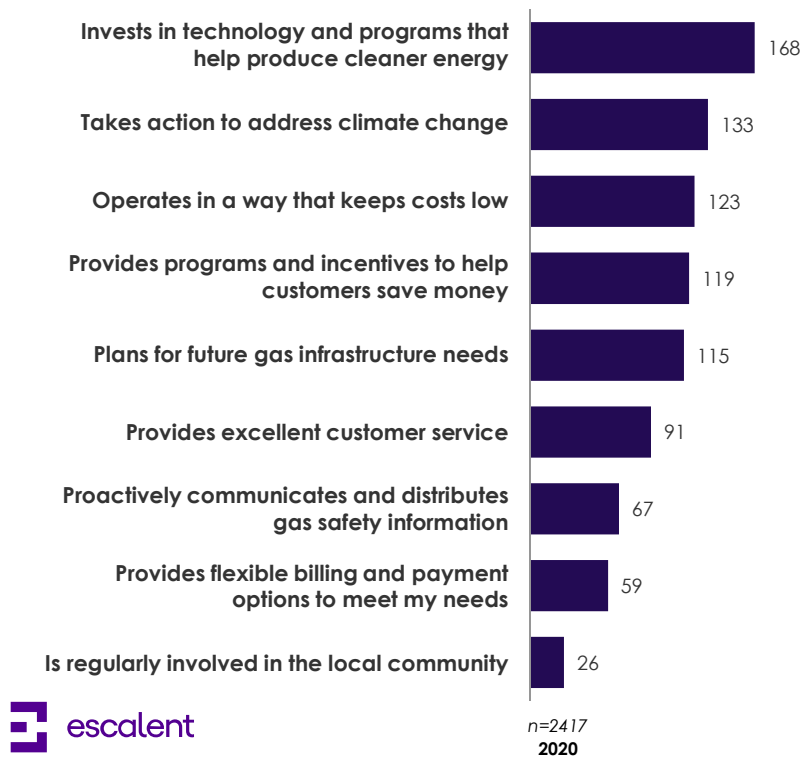 Invests in technology and programs that
help produce cleaner energy
168
Takes action to address climate change
133
Operates in a way that keeps costs low
123
Provides programs and incentives to help
customers save money
119
Plans for future gas infrastructure needs
115
Provides excellent customer service
91
Proactively communicates and distributes
gas safety information
67
Provides flexible billing and payment
options to meet my needs
59
Is regularly involved in the local community
26
escalent
n=2417
2020